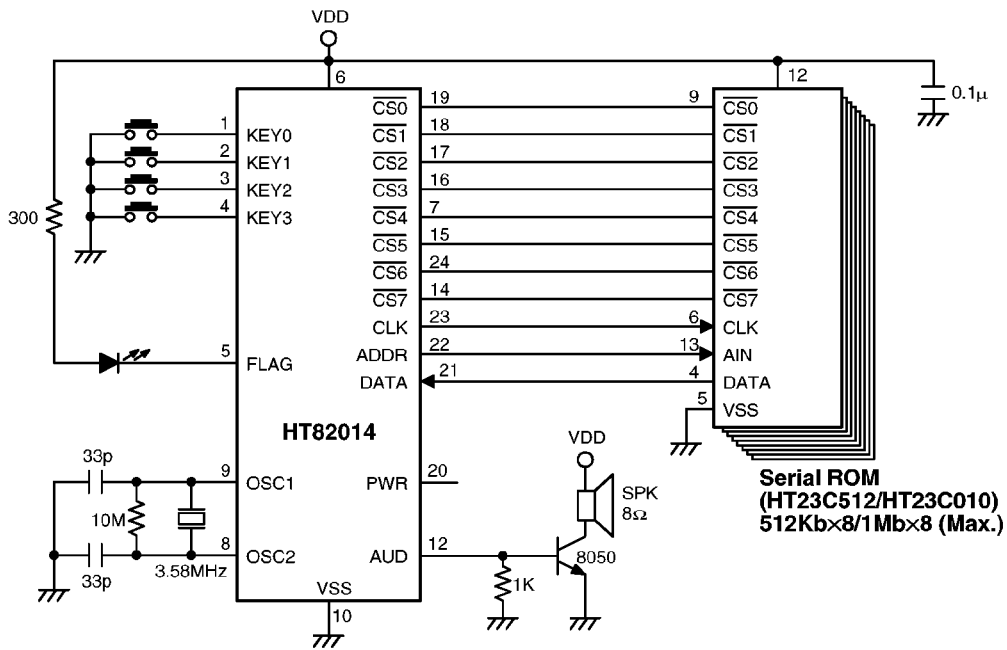 VDD
6
12
0.1μ
19
9
CS0
CS0
1
KEY0
18
CS1
CS1
2
KEY1
17
CS2
CS2
3
KEY2
16
CS3
CS3
4
KEY3
7
CS4
CS4
300
15
CS5
CS5
24
CS6
CS6
14
CS7
CS7
23
6
CLK
CLK
22
13
ADDR
AIN
5
FLAG
21
4
DATA
DATA
5
VSS
HT82014
VDD
33p
9
OSC1
20
PWR
SPK
8Ω
Serial ROM
(HT23C512/HT23C010)
512Kb×8/1Mb×8 (Max.)
10M
8
OSC2
12
AUD
8050
33p
3.58MHz
1K
VSS
10